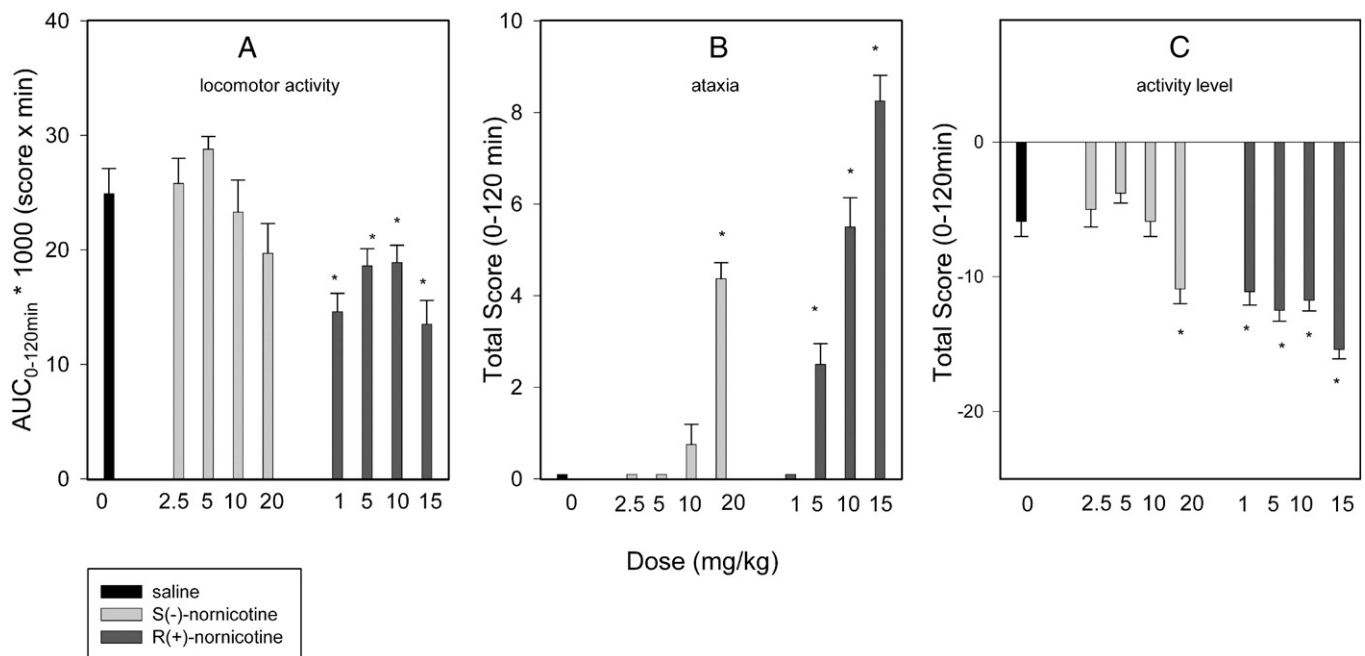 A
locomotor activity
AUC0-120min * 1000 (score x min)
40
30
20
10
0
* * * *
0 2.5 5 10 20 1 5 10 15
B
ataxia
Total Score (0-120 min)
10
8
6
4
2
0
* * * *
0 2.5 5 10 20 1 5 10 15
C
activity level
Total Score (0-120min)
0
-10
-20
* * * * *
0 2.5 5 10 20 1 5 10 15
Dose (mg/kg)
saline
S(-)-nornicotine
R(+)-nornicotine